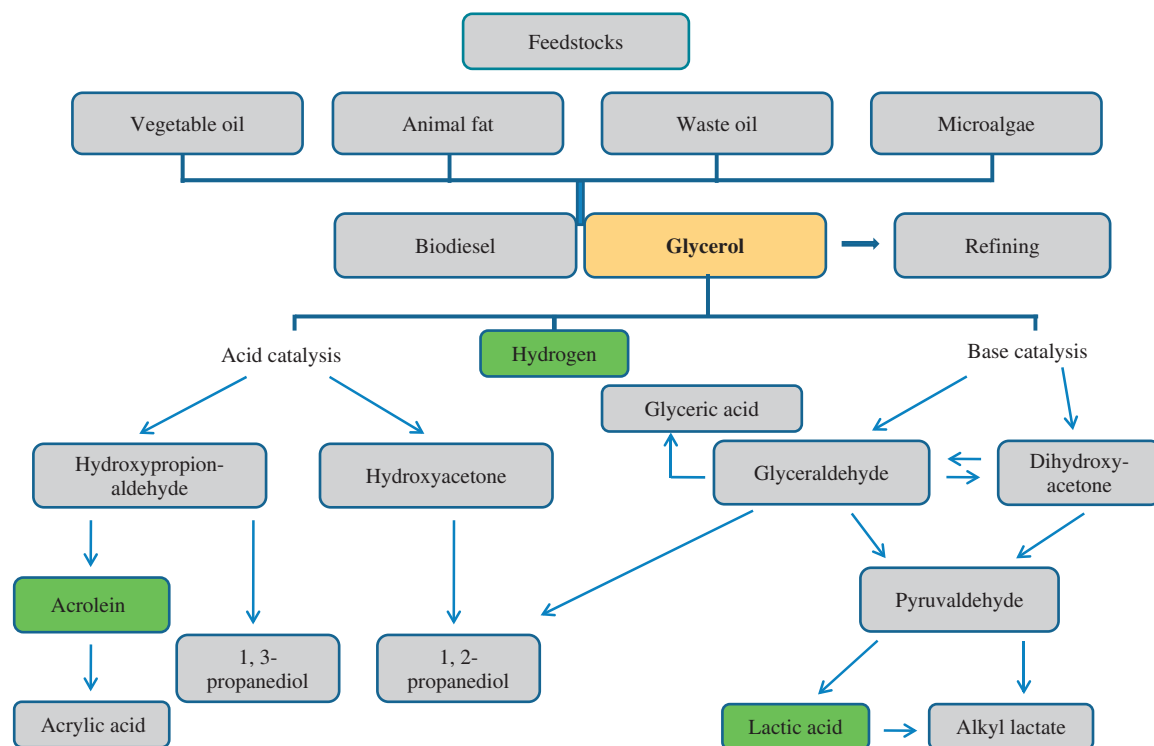 Feedstocks
Vegetable oil
Animal fat
Waste oil
Microalgae
Biodiesel
Glycerol
Refining
Acid catalysis
Hydrogen
Base catalysis
Glyceric acid
Hydroxypropion-
aldehyde
Hydroxyacetone
Glyceraldehyde
Dihydroxy-
acetone
Acrolein
Pyruvaldehyde
1, 3-
propanediol
1, 2-
propanediol
Acrylic acid
Lactic acid
Alkyl lactate